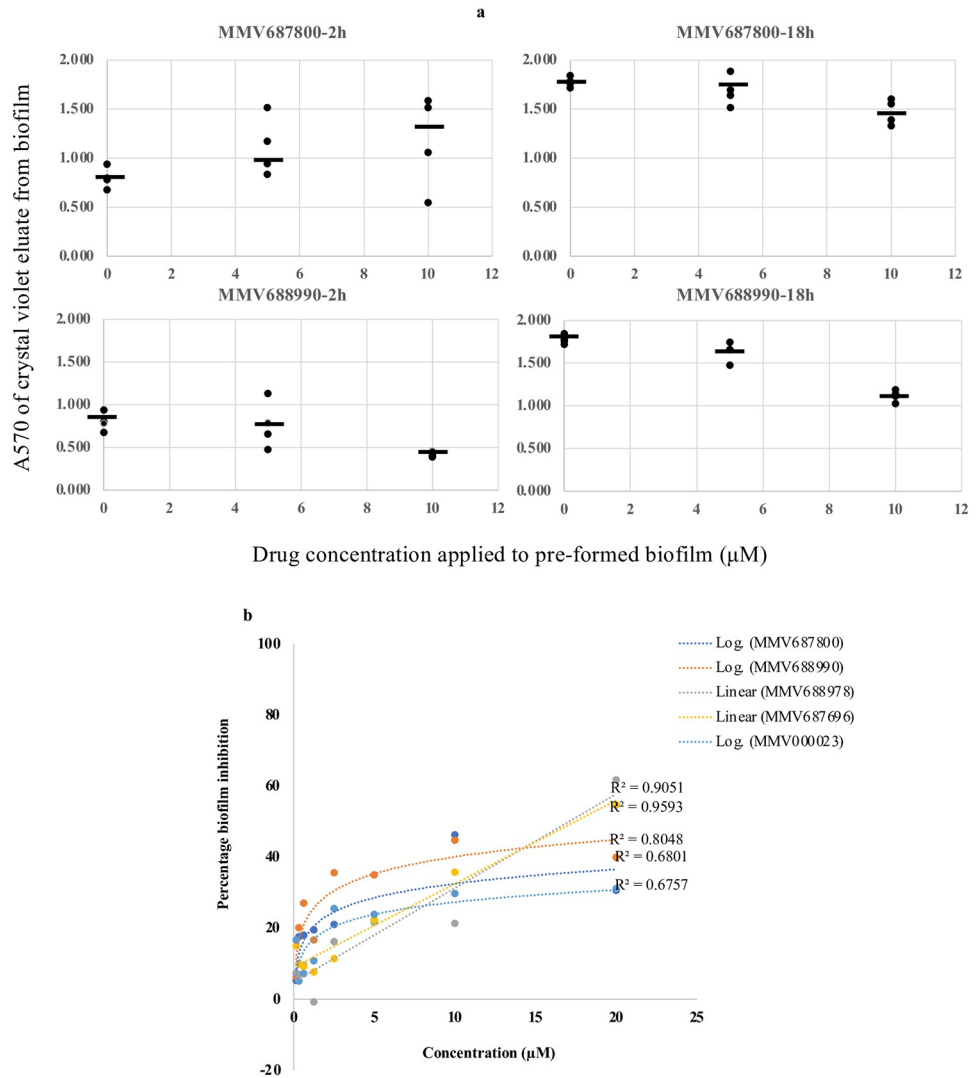 a
MMV687800-2h
2.000
1.500
1.000
0.500
0.000
0 2 4 6 8 10 12
MMV687800-18h
2.000
1.500
1.000
0.500
0.000
0 2 4 6 8 10 12
MMV688990-2h
2.000
1.500
1.000
0.500
0.000
0 2 4 6 8 10 12
MMV688990-18h
2.000
1.500
1.000
0.500
0.000
0 2 4 6 8 10 12
A570 of crystal violet eluate from biofilm
Drug concentration applied to pre-formed biofilm (µM)
b
100
80
60
40
20
0
-20
Percentage biofilm inhibition
Log. (MMV687800)
Log. (MMV688990)
Linear (MMV688978)
Linear (MMV687696)
Log. (MMV000023)
R² = 0.9051
R² = 0.9593
R² = 0.8048
R² = 0.6801
R² = 0.6757
0 5 10 15 20 25
Concentration (µM)